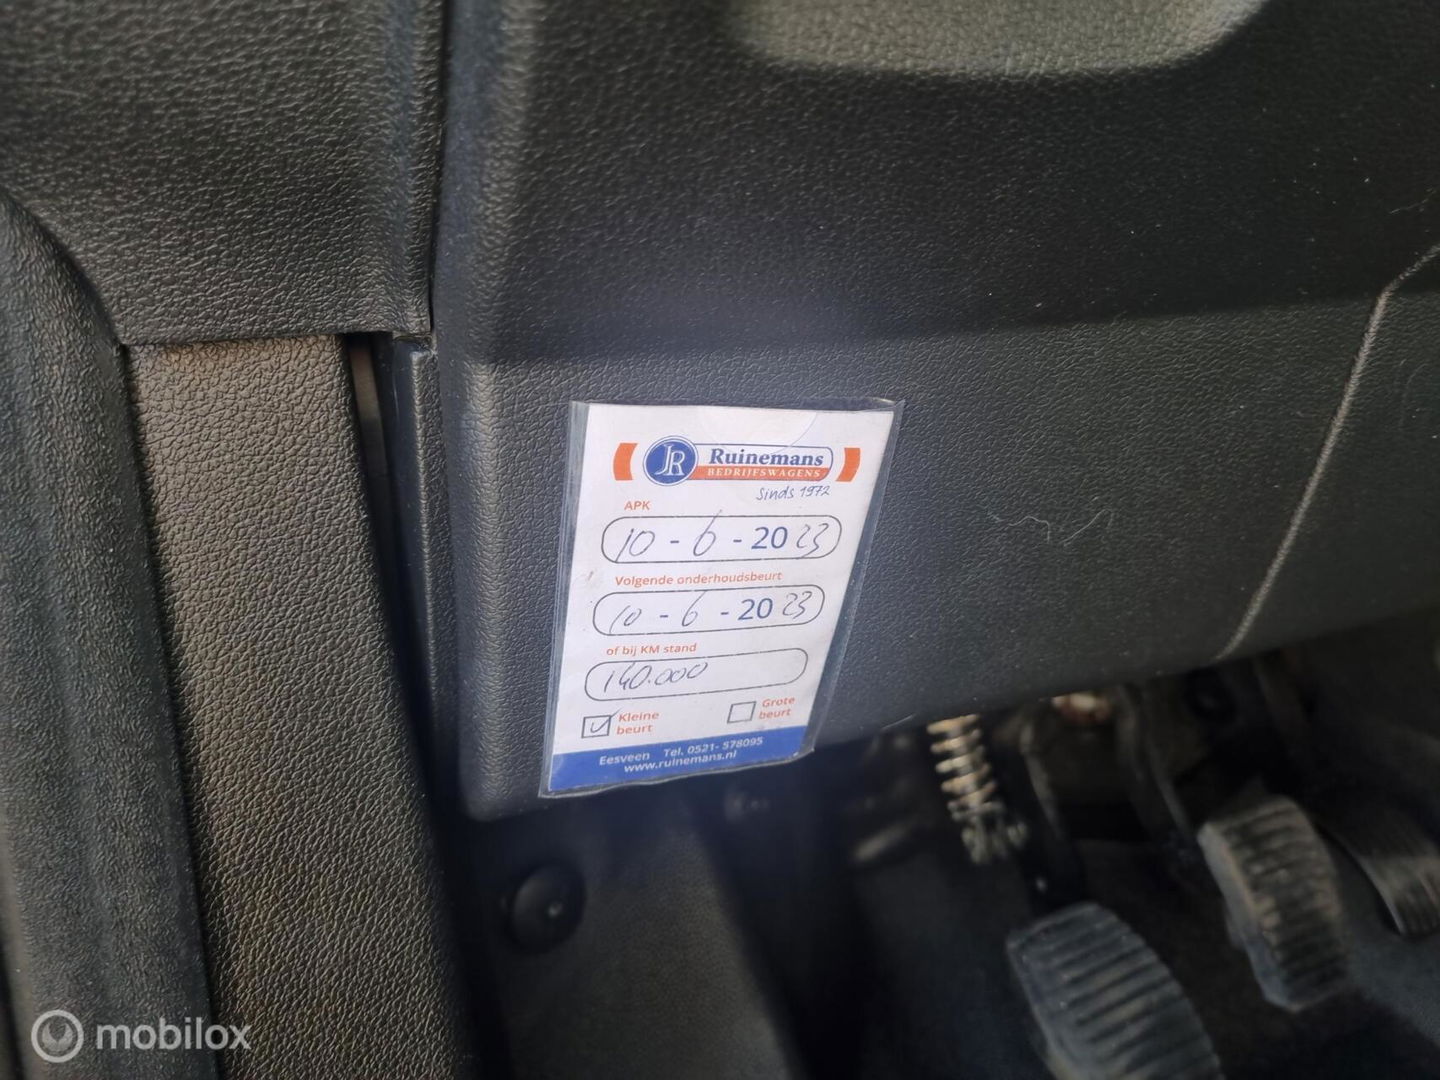 JR Ruinemans
BEDRIJFSWAGENS
Sinds 1972
APK
10 - 6 - 2023
Volgende onderhoudsbeurt
10 - 6 - 2023
of bij KM stand
140.000
Kleine beurt
Grote beurt
Eesveen Tel. 0521- 578095
www.ruinemans.nl
mobilox